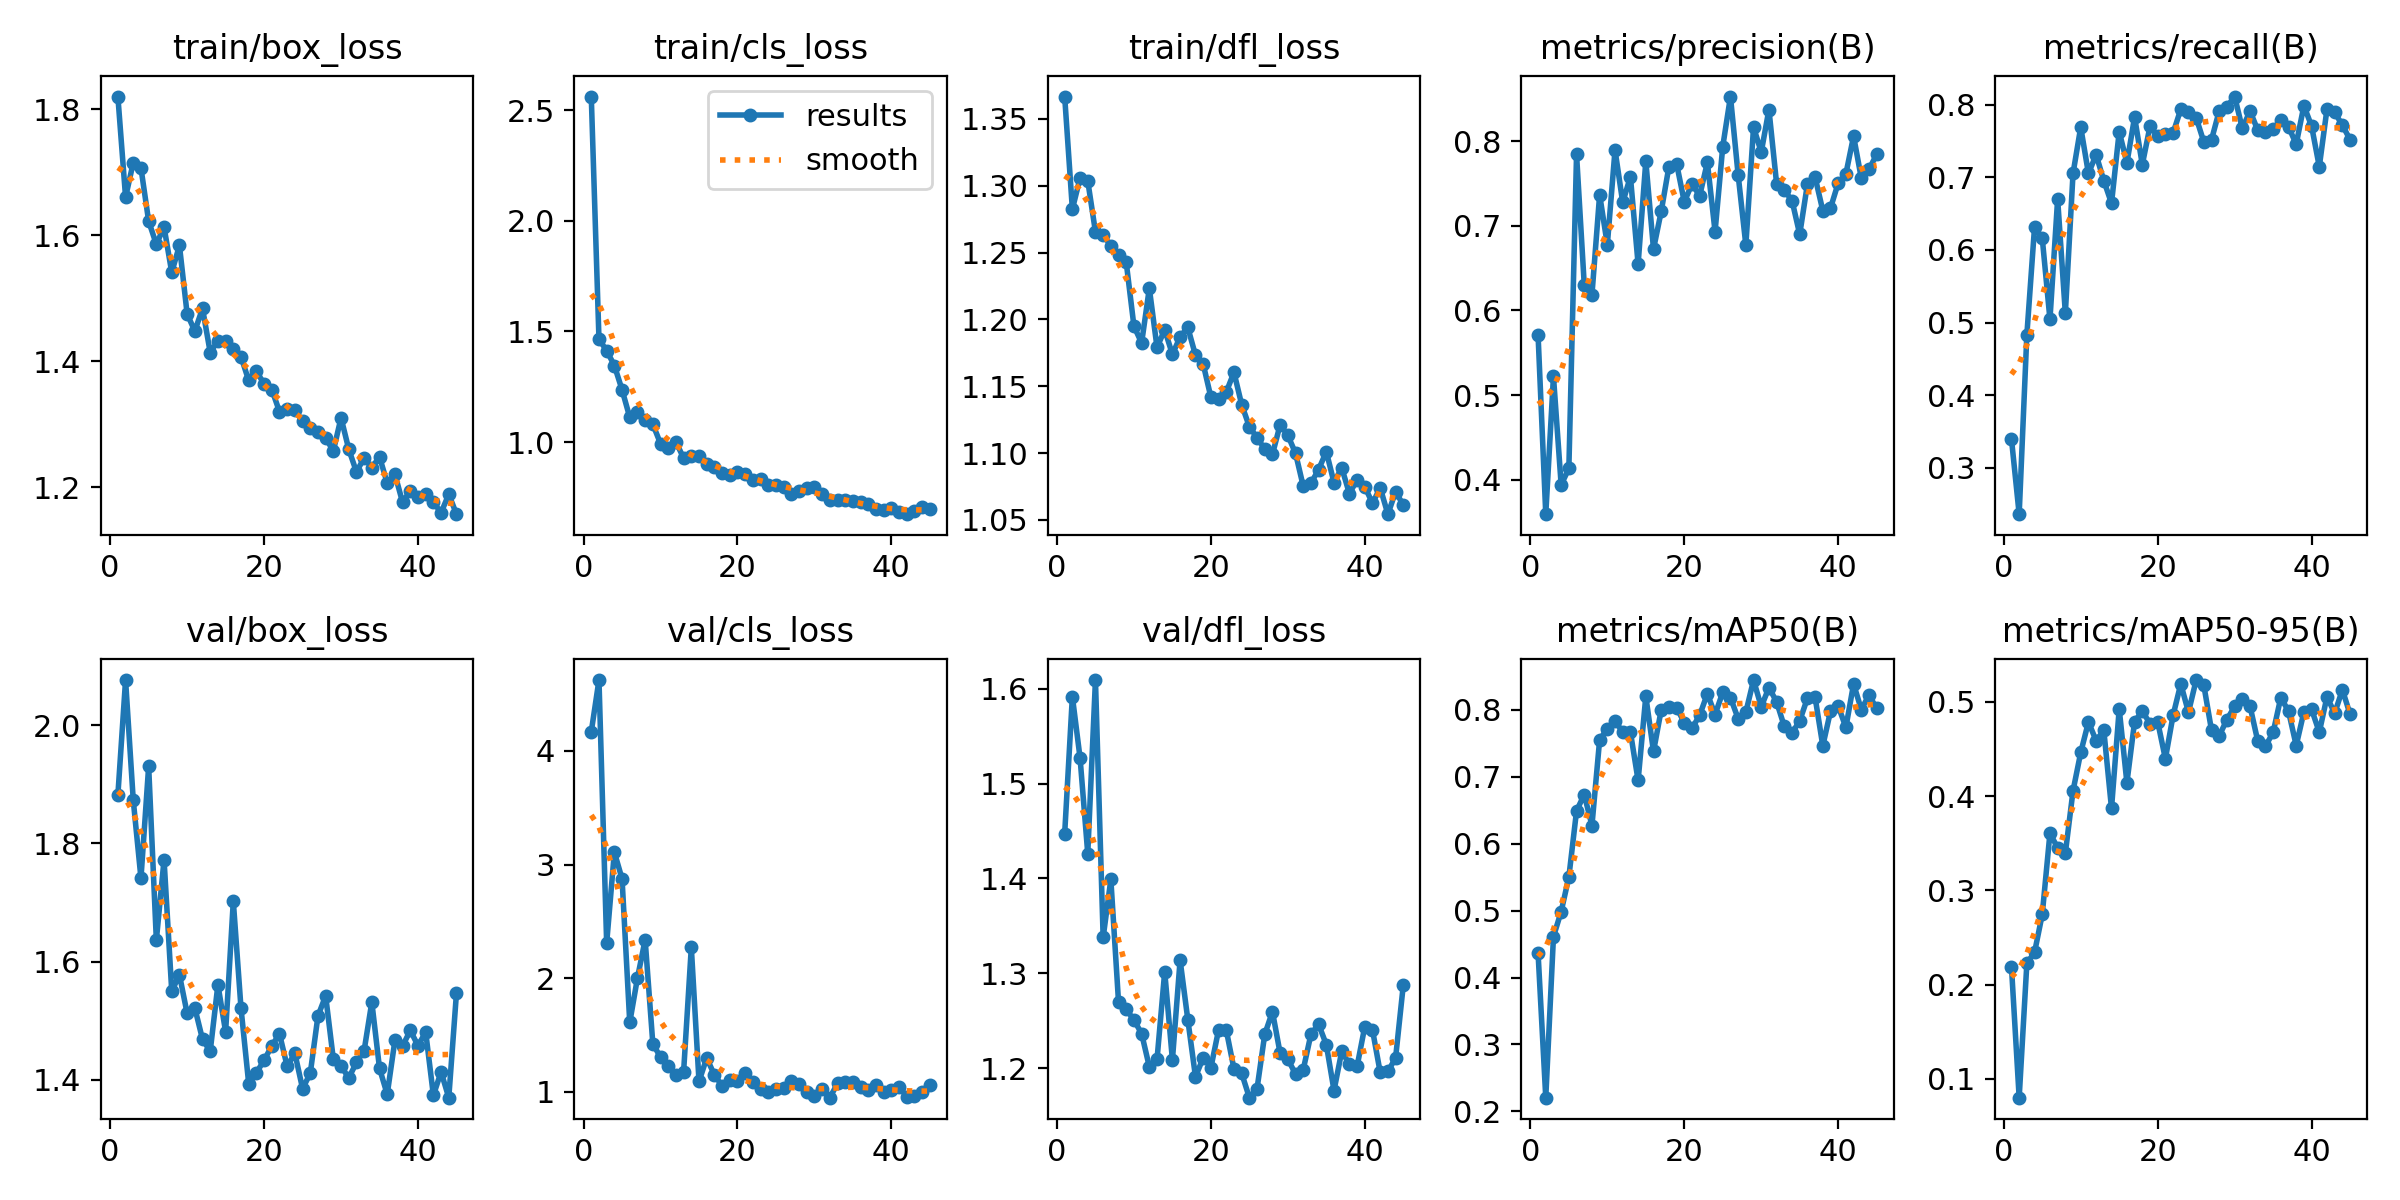 train/box_loss
1.8
1.6
1.4
1.2
0 20 40
train/cls_loss
results
smooth
2.5
2.0
1.5
1.0
0 20 40
train/dfl_loss
1.35
1.30
1.25
1.20
1.15
1.10
1.05
0 20 40
metrics/precision(B)
0.8
0.7
0.6
0.5
0.4
0 20 40
metrics/recall(B)
0.8
0.7
0.6
0.5
0.4
0.3
0 20 40
val/box_loss
2.0
1.8
1.6
1.4
0 20 40
val/cls_loss
4
3
2
1
0 20 40
val/dfl_loss
1.6
1.5
1.4
1.3
1.2
0 20 40
metrics/mAP50(B)
0.8
0.7
0.6
0.5
0.4
0.3
0.2
0 20 40
metrics/mAP50-95(B)
0.5
0.4
0.3
0.2
0.1
0 20 40